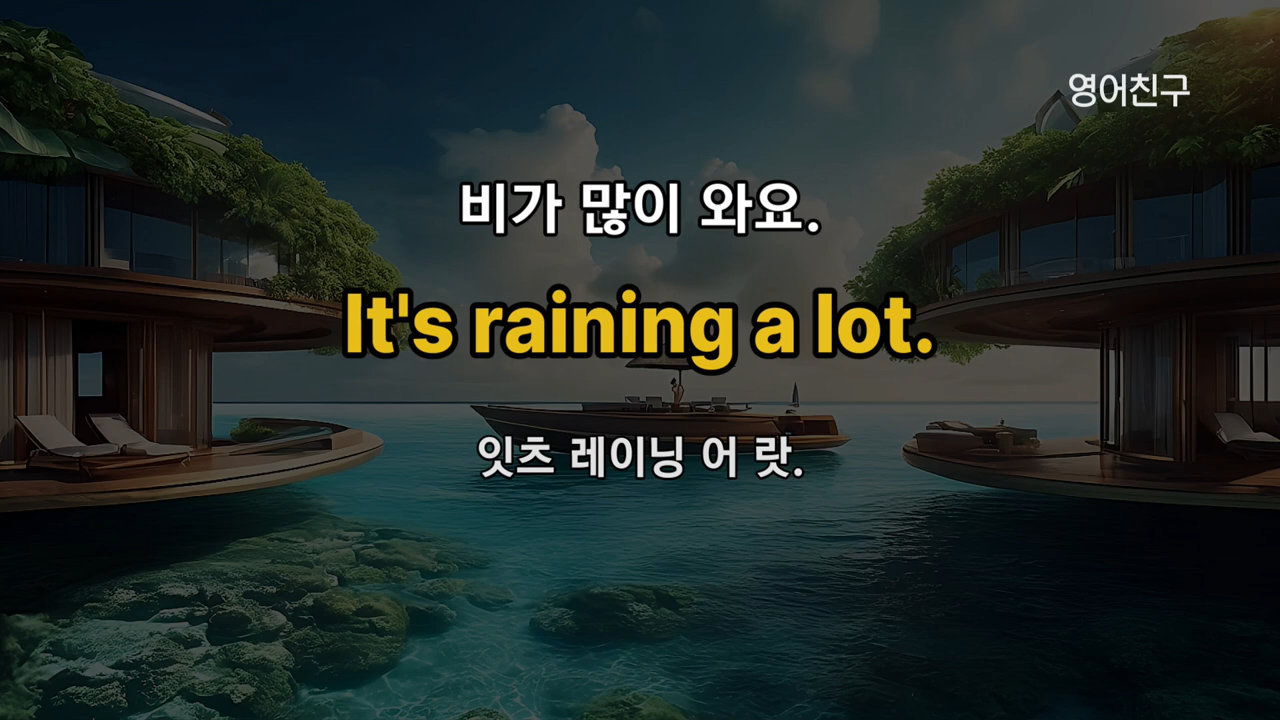 영어친구
비가 많이 와요.
It's raining a lot.
잇츠 레이닝 어 랏.